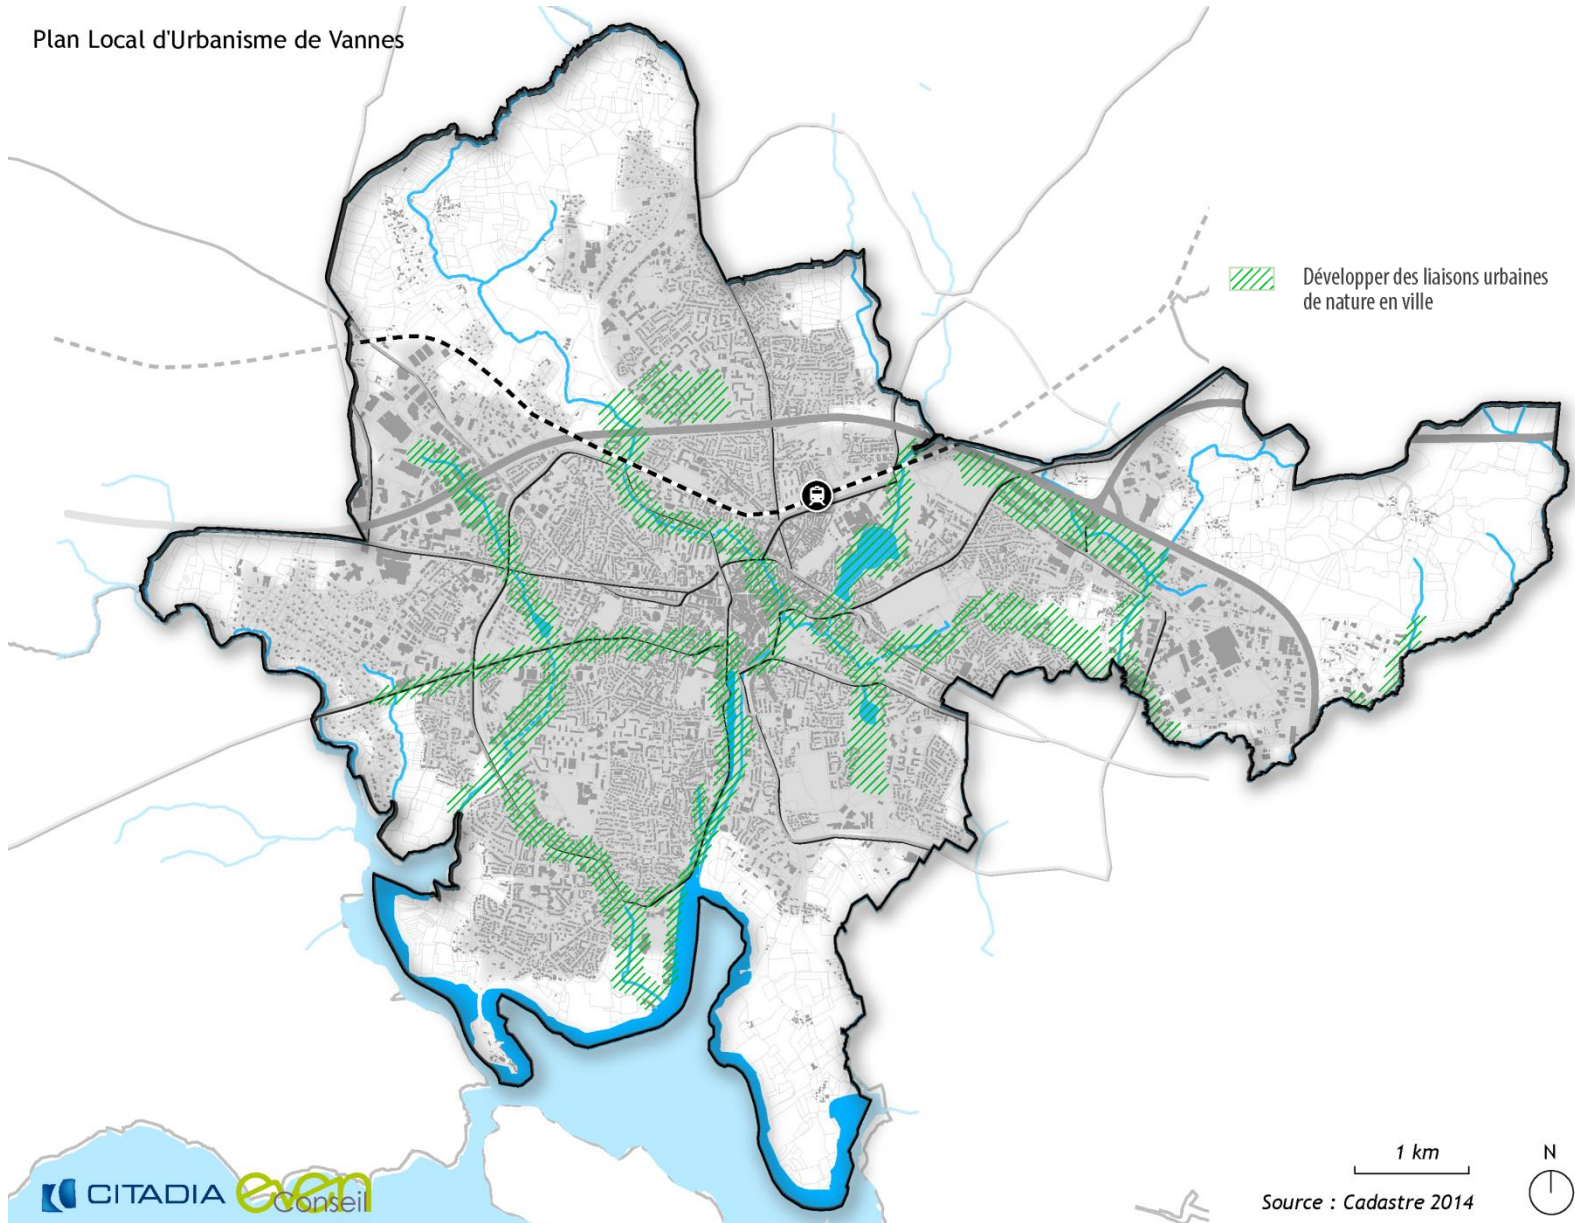 Plan Local d'Urbanisme de Vannes
Développer des liaisons urbaines
de nature en ville
CITADIA
even
Conseil
1 km
N
Source : Cadastre 2014